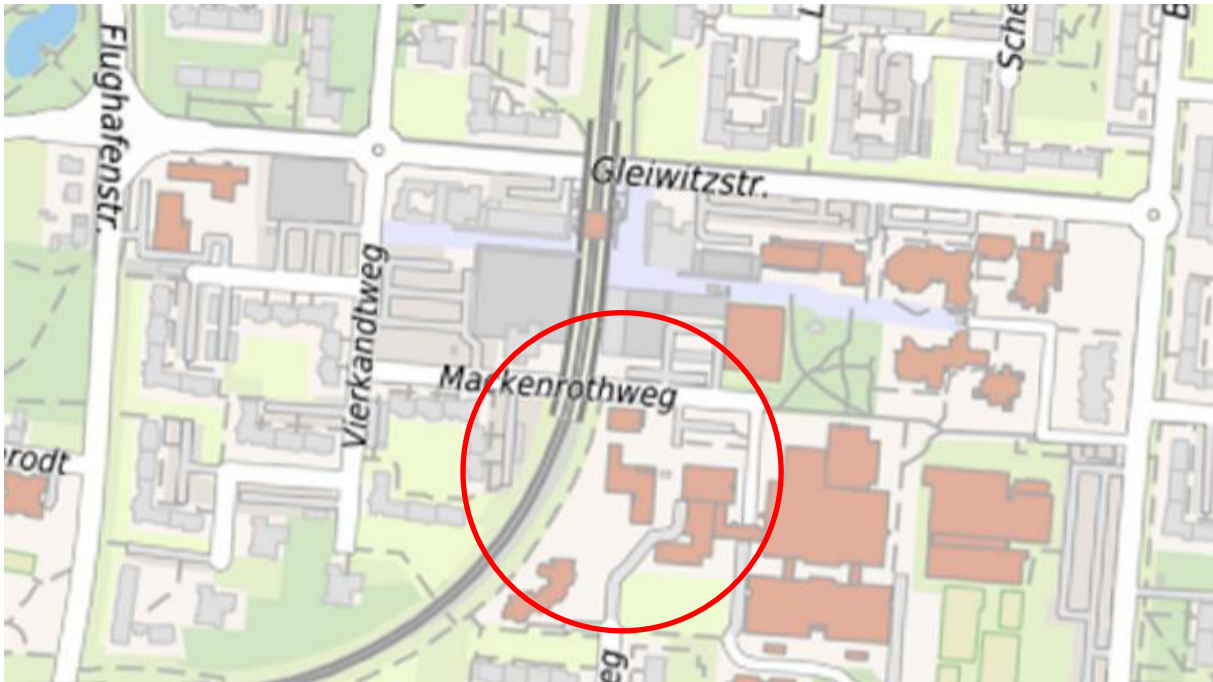 Flughafenstr.
Gleiwitzstr.
Vierkandtweg
Mackenrothweg
rodt
Sche
eg
L
B